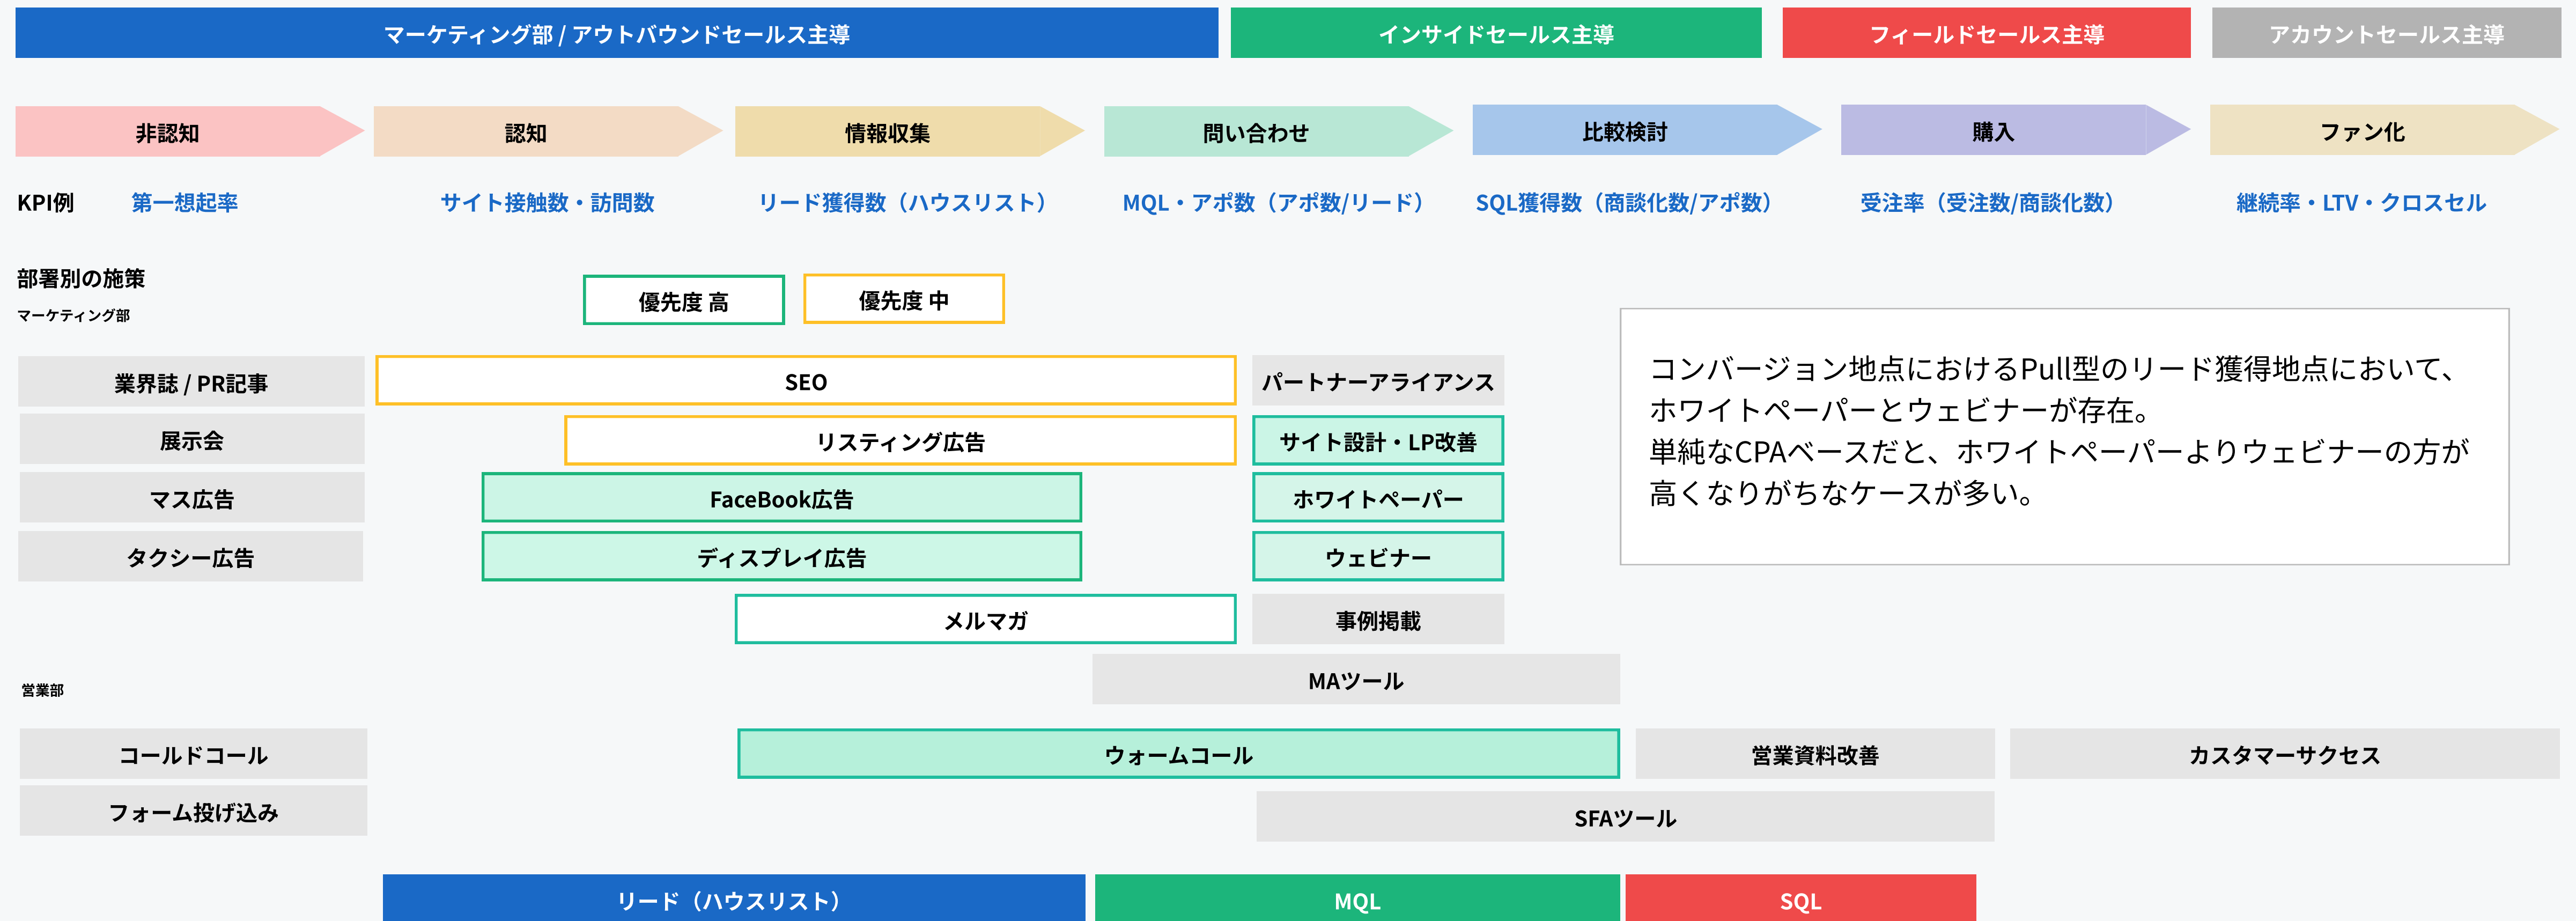 マーケティング部 / アウトバウンドセールス主導
インサイドセールス主導
フィールドセールス主導
アカウントセールス主導
非認知
認知
情報収集
問い合わせ
比較検討
購入
ファン化
KPI例
第一想起率
サイト接触数・訪問数
リード獲得数（ハウスリスト）
MQL・アポ数（アポ数/リード）
SQL獲得数（商談化数/アポ数）
受注率（受注数/商談化数）
継続率・LTV・クロスセル
部署別の施策
優先度 高
優先度 中
マーケティング部
業界誌 / PR記事
SEO
パートナーアライアンス
展示会
リスティング広告
サイト設計・LP改善
マス広告
FaceBook広告
ホワイトペーパー
タクシー広告
ディスプレイ広告
ウェビナー
メルマガ
事例掲載
MAツール
コンバージョン地点におけるPull型のリード獲得地点において、
ホワイトペーパーとウェビナーが存在。
単純なCPAベースだと、ホワイトペーパーよりウェビナーの方が
高くなりがちなケースが多い。
営業部
コールドコール
ウォームコール
営業資料改善
カスタマーサクセス
フォーム投げ込み
SFAツール
リード（ハウスリスト）
MQL
SQL